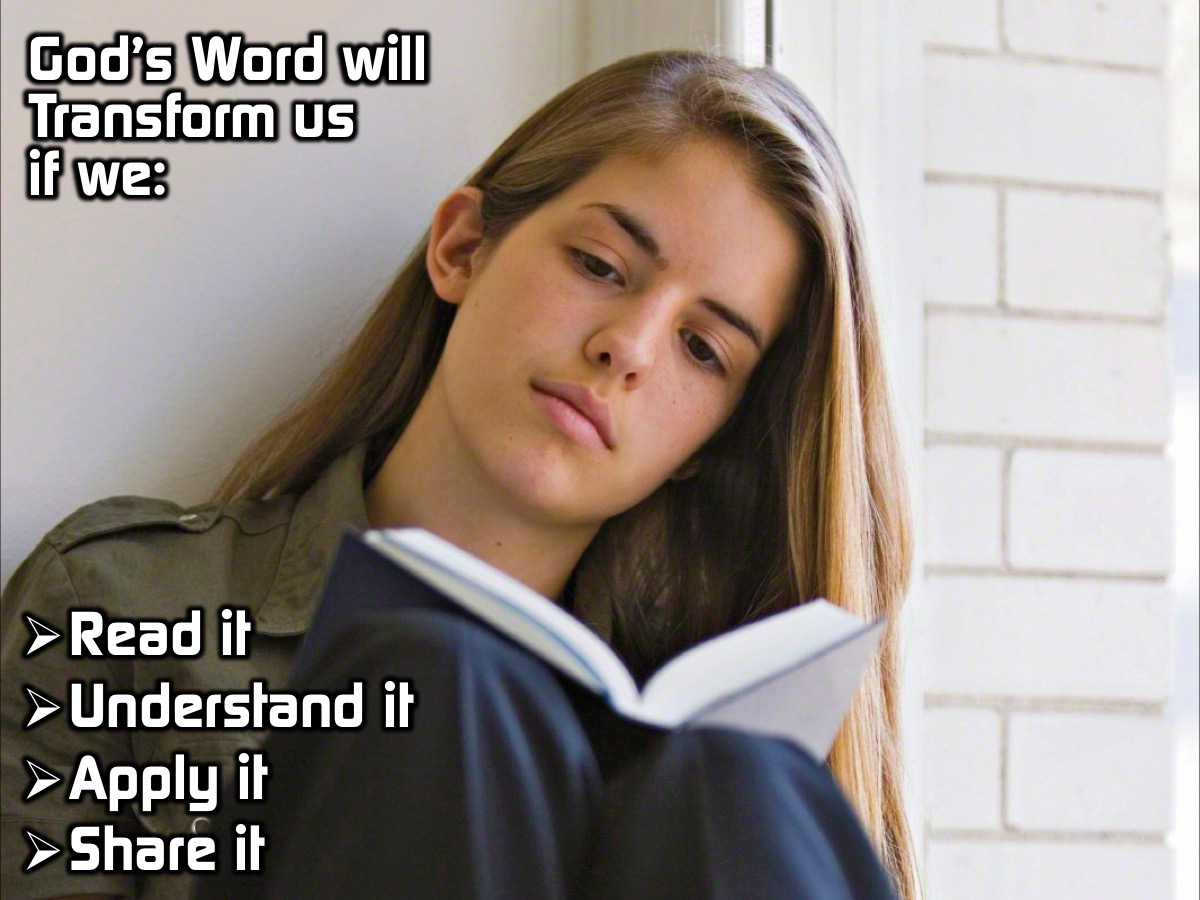 God's Word will
Transform us
if we:
➢Read it
➢Understand it
➢Apply it
➢Share it